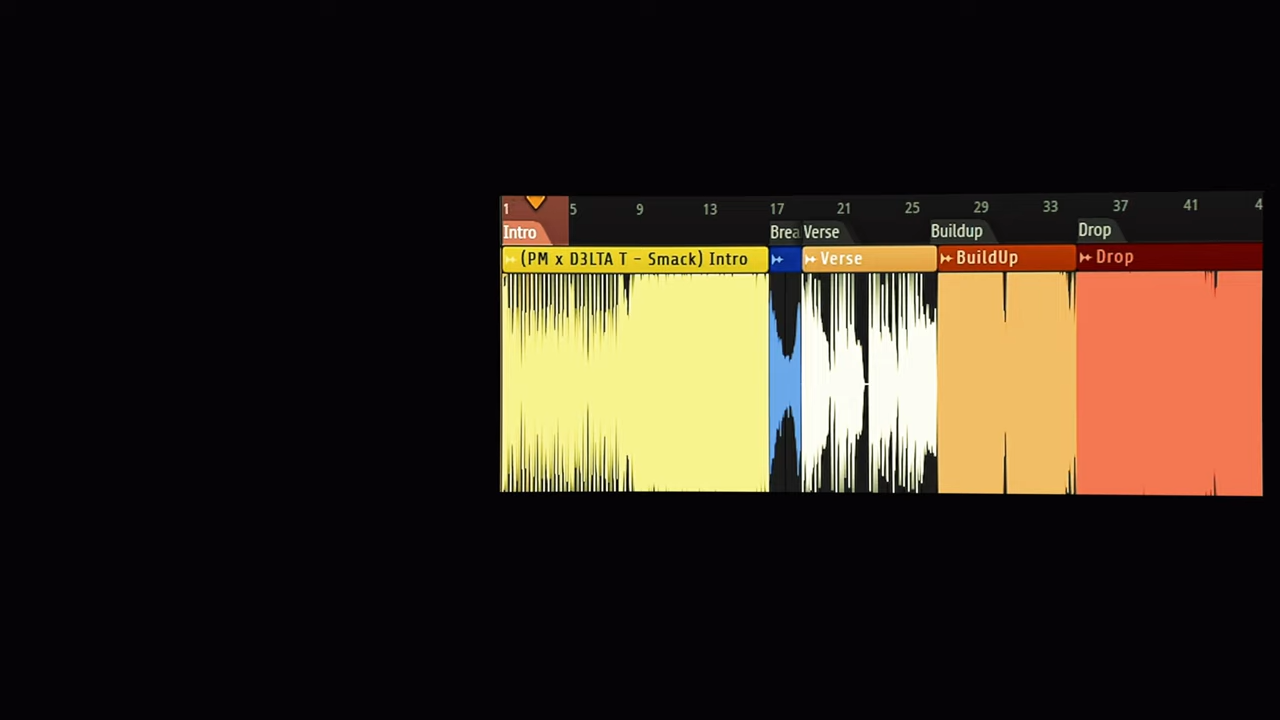 1 5 9 13 17 21 25 29 33 37 41 4
Intro Brea Verse Buildup Drop
(PM x D3LTA T - Smack) Intro Verse BuildUp Drop